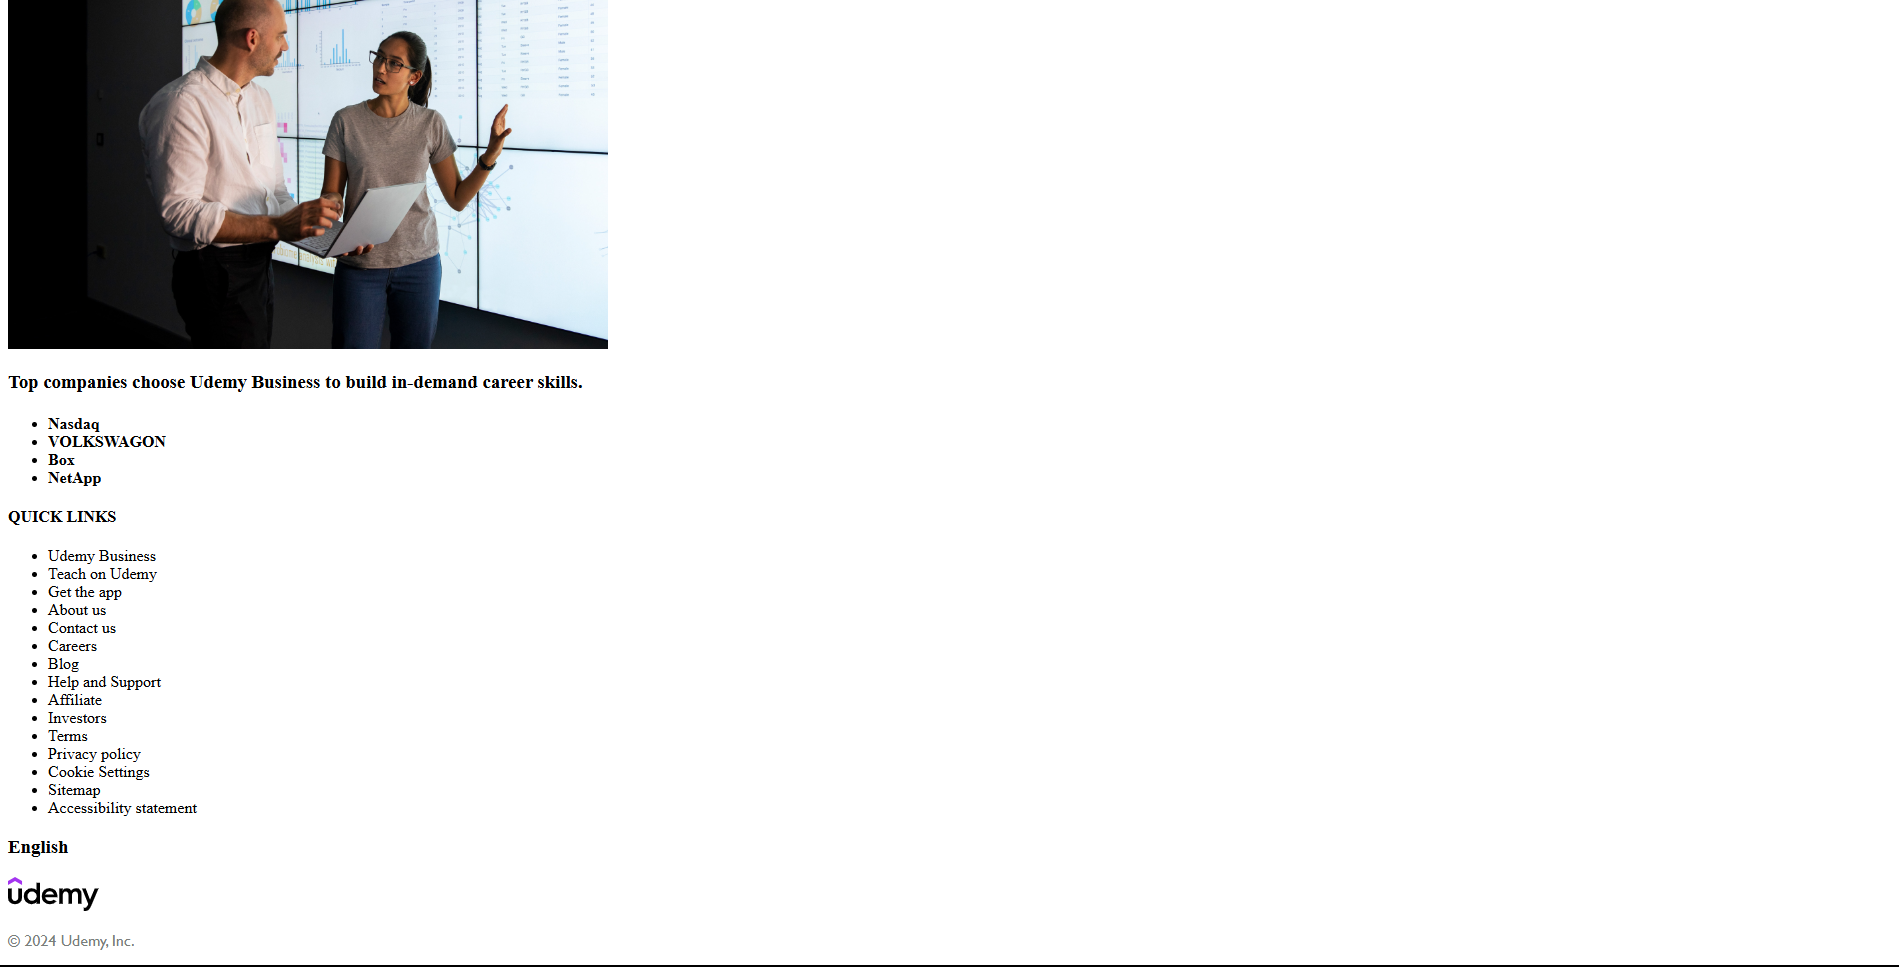 Top companies choose Udemy Business to build in-demand career skills.
Nasdaq
VOLKSWAGON
Box
NetApp
QUICK LINKS
Udemy Business
Teach on Udemy
Get the app
About us
Contact us
Careers
Blog
Help and Support
Affiliate
Investors
Terms
Privacy policy
Cookie Settings
Sitemap
Accessibility statement
English
udemy
© 2024 Udemy, Inc.